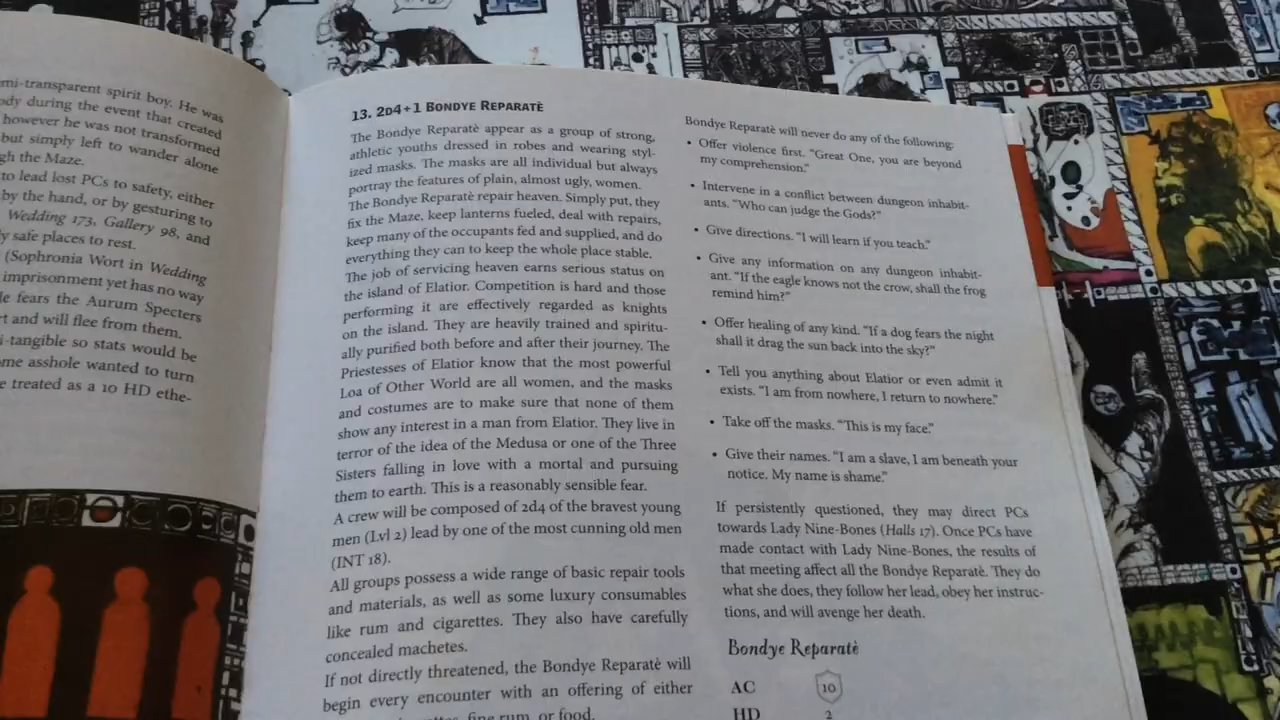 mi-transparent spirit boy. He was
ody during the event that created
however he was not transformed
but simply left to wander alone
gh the Maze.
to lead lost PCs to safety, either
by the hand, or by gesturing to
Wedding 173, Gallery 98, and
ly safe places to rest.
(Sophronia Wort in Wedding
imprisonment yet has no way
le fears the Aurum Specters
rt and will flee from them.
i-tangible so stats would be
me asshole wanted to turn
e treated as a 10 HD ethe-
13. 2D4+1 BONDYE REPARATÈ
The Bondye Reparatè appear as a group of strong,
athletic youths dressed in robes and wearing styl-
ized masks. The masks are all individual but always
portray the features of plain, almost ugly, women.
The Bondye Reparatè repair heaven. Simply put, they
fix the Maze, keep lanterns fueled, deal with repairs,
keep many of the occupants fed and supplied, and do
everything they can to keep the whole place stable.
The job of servicing heaven earns serious status on
the island of Elatior. Competition is hard and those
performing it are effectively regarded as knights
on the island. They are heavily trained and spiritu-
ally purified both before and after their journey. The
Priestesses of Elatior know that the most powerful
Loa of Other World are all women, and the masks
and costumes are to make sure that none of them
show any interest in a man from Elatior. They live in
terror of the idea of the Medusa or one of the Three
Sisters falling in love with a mortal and pursuing
them to earth. This is a reasonably sensible fear.
A crew will be composed of 2d4 of the bravest young
men (Lvl 2) lead by one of the most cunning old men
(INT 18).
All groups possess a wide range of basic repair tools
and materials, as well as some luxury consumables
like rum and cigarettes. They also have carefully
concealed machetes.
If not directly threatened, the Bondye Reparatè will
begin every encounter with an offering of either
fine rum, or food.
Bondye Reparatè will never do any of the following:
• Offer violence first. “Great One, you are beyond
my comprehension.”
• Intervene in a conflict between dungeon inhabit-
ants. “Who can judge the Gods?”
• Give directions. “I will learn if you teach.”
• Give any information on any dungeon inhabit-
ant. “If the eagle knows not the crow, shall the frog
remind him?”
• Offer healing of any kind. “If a dog fears the night
shall it drag the sun back into the sky?”
• Tell you anything about Elatior or even admit it
exists. “I am from nowhere, I return to nowhere.”
• Take off the masks. “This is my face.”
• Give their names. “I am a slave, I am beneath your
notice. My name is shame.”
If persistently questioned, they may direct PCs
towards Lady Nine-Bones (Halls 17). Once PCs have
made contact with Lady Nine-Bones, the results of
that meeting affect all the Bondye Reparatè. They do
what she does, they follow her lead, obey her instruc-
tions, and will avenge her death.
Bondye Reparatè
AC 10
HD 2